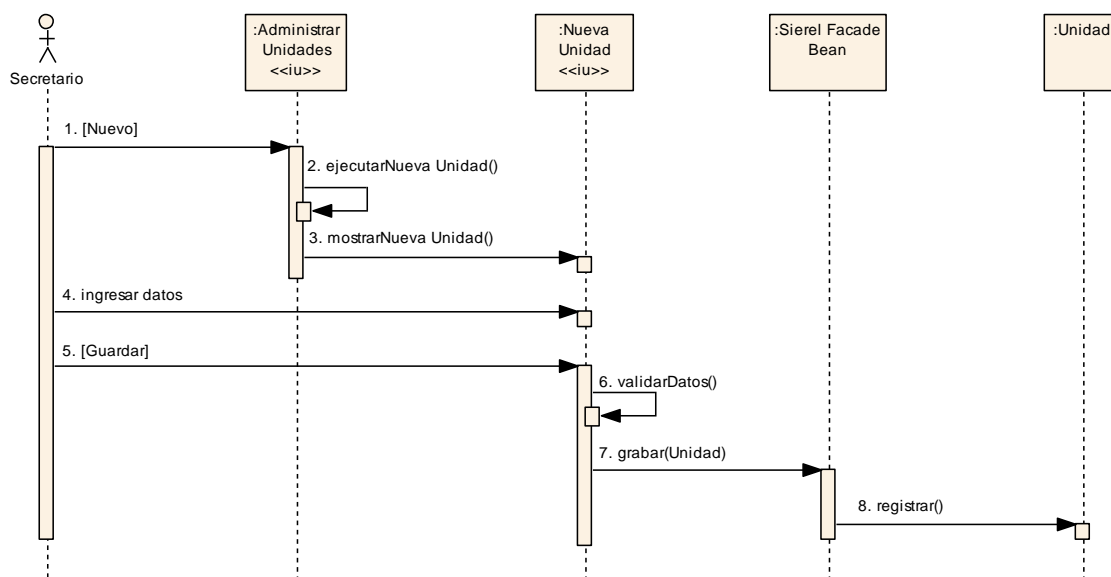 Secretario
:Administrar
Unidades
<<iu>>
:Nueva
Unidad
<<iu>>
:Sierel Facade
Bean
:Unidad
1. [Nuevo]
2. ejecutarNueva Unidad()
3. mostrarNueva Unidad()
4. ingresar datos
5. [Guardar]
6. validarDatos()
7. grabar(Unidad)
8. registrar()